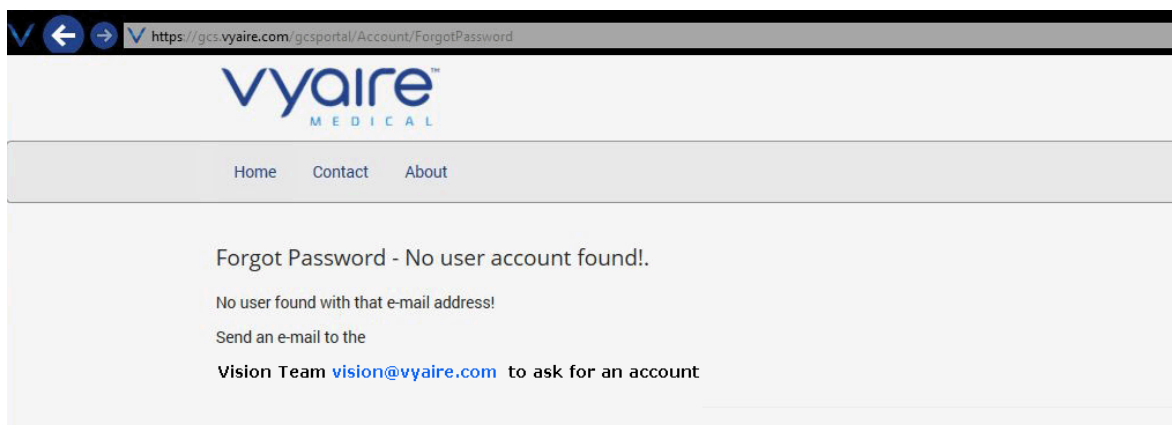 https://gcs.vyaire.com/gcsportal/Account/ForgotPassword
vyaire™
MEDICAL
Home Contact About
Forgot Password - No user account found!.
No user found with that e-mail address!
Send an e-mail to the
Vision Team vision@vyaire.com to ask for an account